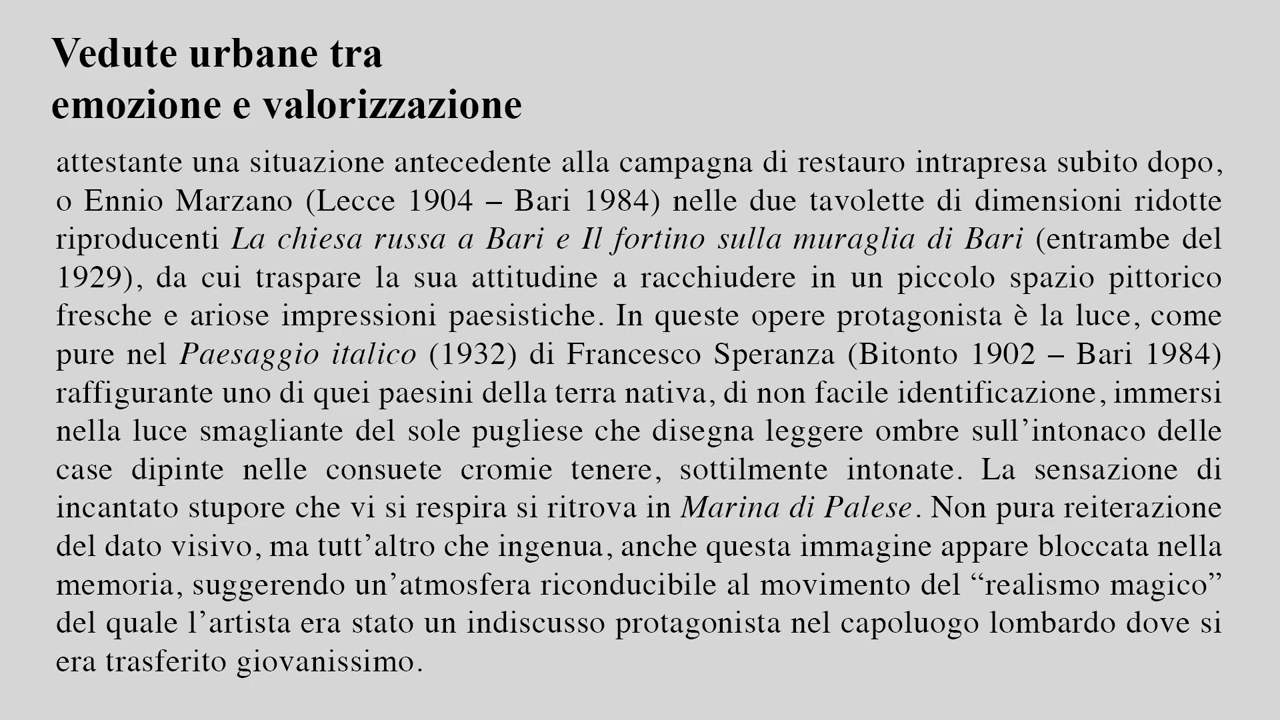 Vedute urbane tra
emozione e valorizzazione
attestante una situazione antecedente alla campagna di restauro intrapresa subito dopo,
o Ennio Marzano (Lecce 1904 – Bari 1984) nelle due tavolette di dimensioni ridotte
riproducenti La chiesa russa a Bari e Il fortino sulla muraglia di Bari (entrambe del
1929), da cui traspare la sua attitudine a racchiudere in un piccolo spazio pittorico
fresche e ariose impressioni paesistiche. In queste opere protagonista è la luce, come
pure nel Paesaggio italico (1932) di Francesco Speranza (Bitonto 1902 – Bari 1984)
raffigurante uno di quei paesini della terra nativa, di non facile identificazione, immersi
nella luce smagliante del sole pugliese che disegna leggere ombre sull’intonaco delle
case dipinte nelle consuete cromie tenere, sottilmente intonate. La sensazione di
incantato stupore che vi si respira si ritrova in Marina di Palese. Non pura reiterazione
del dato visivo, ma tutt’altro che ingenua, anche questa immagine appare bloccata nella
memoria, suggerendo un’atmosfera riconducibile al movimento del “realismo magico”
del quale l’artista era stato un indiscusso protagonista nel capoluogo lombardo dove si
era trasferito giovanissimo.